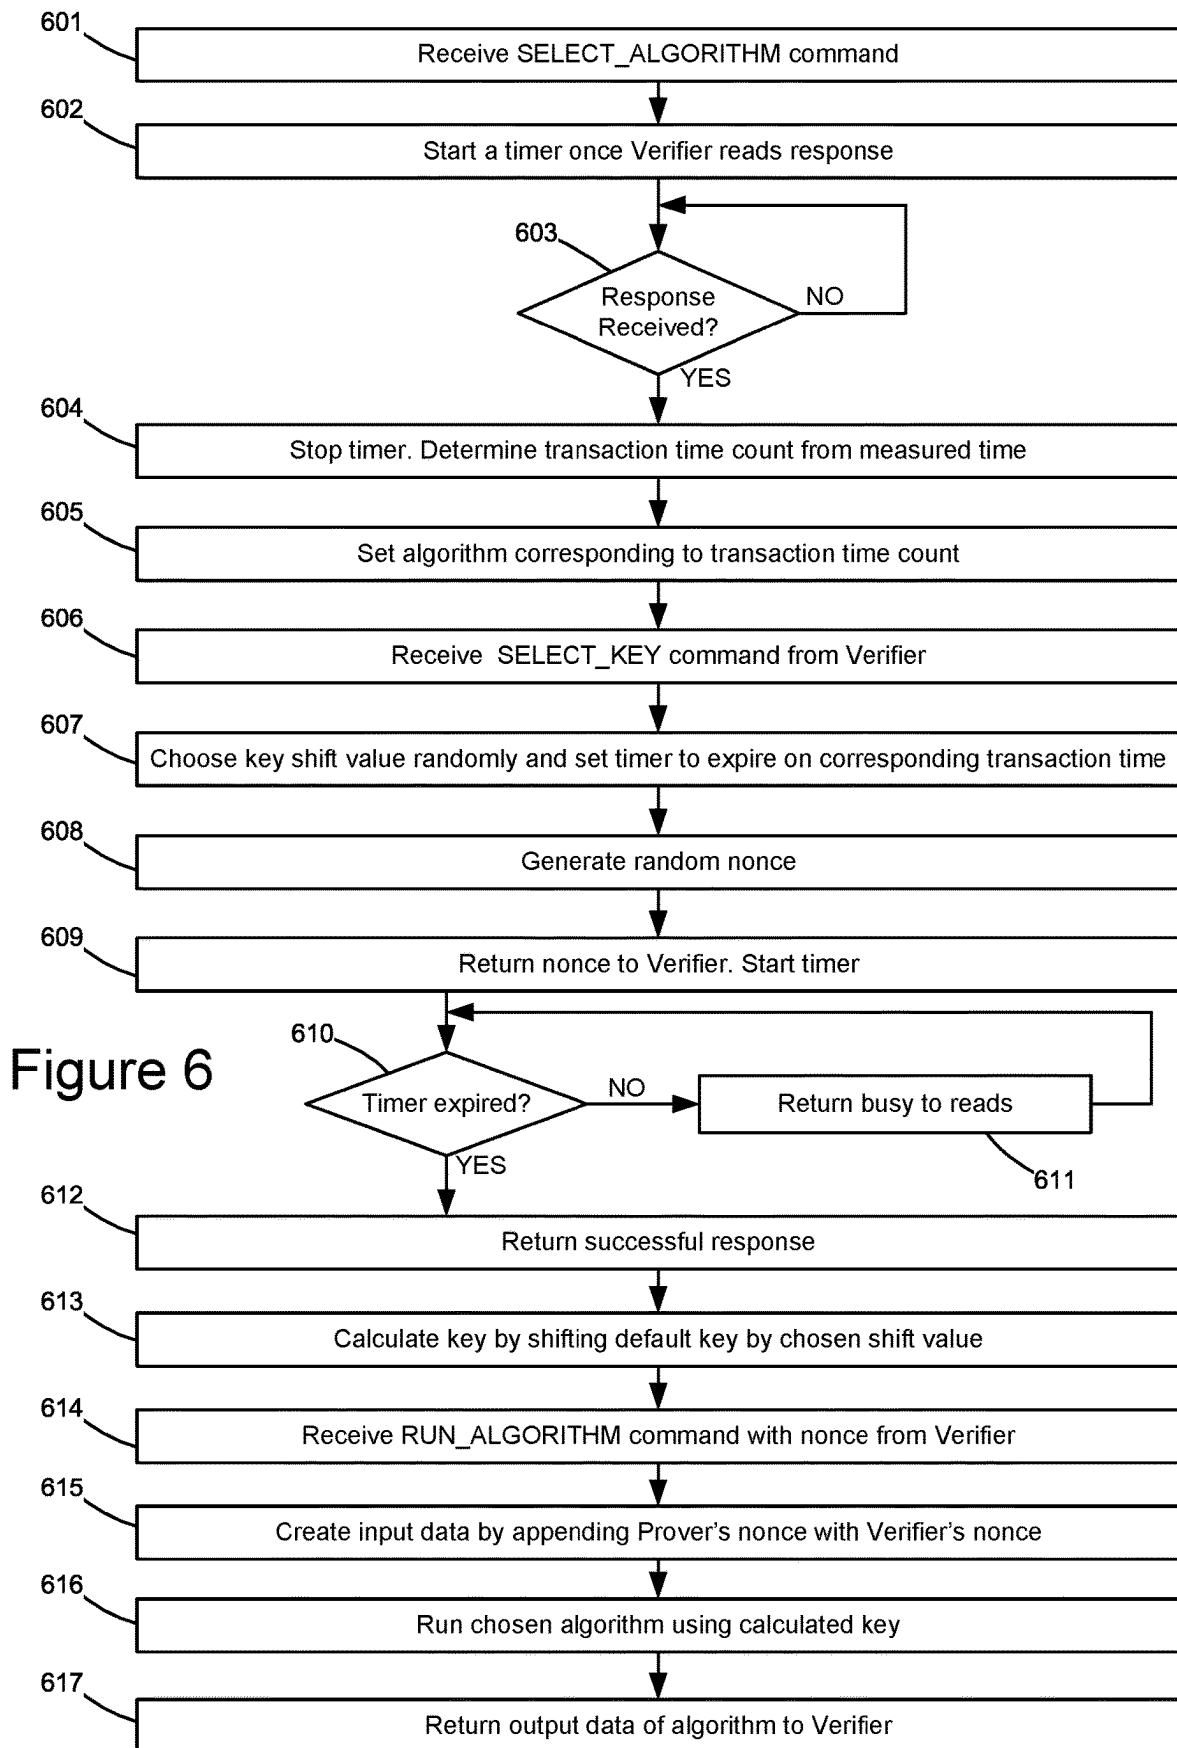 601
Receive SELECT_ALGORITHM command
602
Start a timer once Verifier reads response
603
Response
Received?
NO
YES
604
Stop timer. Determine transaction time count from measured time
605
Set algorithm corresponding to transaction time count
606
Receive SELECT_KEY command from Verifier
607
Choose key shift value randomly and set timer to expire on corresponding transaction time
608
Generate random nonce
609
Return nonce to Verifier. Start timer
610
Figure 6
Timer expired?
NO
Return busy to reads
YES
611
612
Return successful response
613
Calculate key by shifting default key by chosen shift value
614
Receive RUN_ALGORITHM command with nonce from Verifier
615
Create input data by appending Prover's nonce with Verifier's nonce
616
Run chosen algorithm using calculated key
617
Return output data of algorithm to Verifier